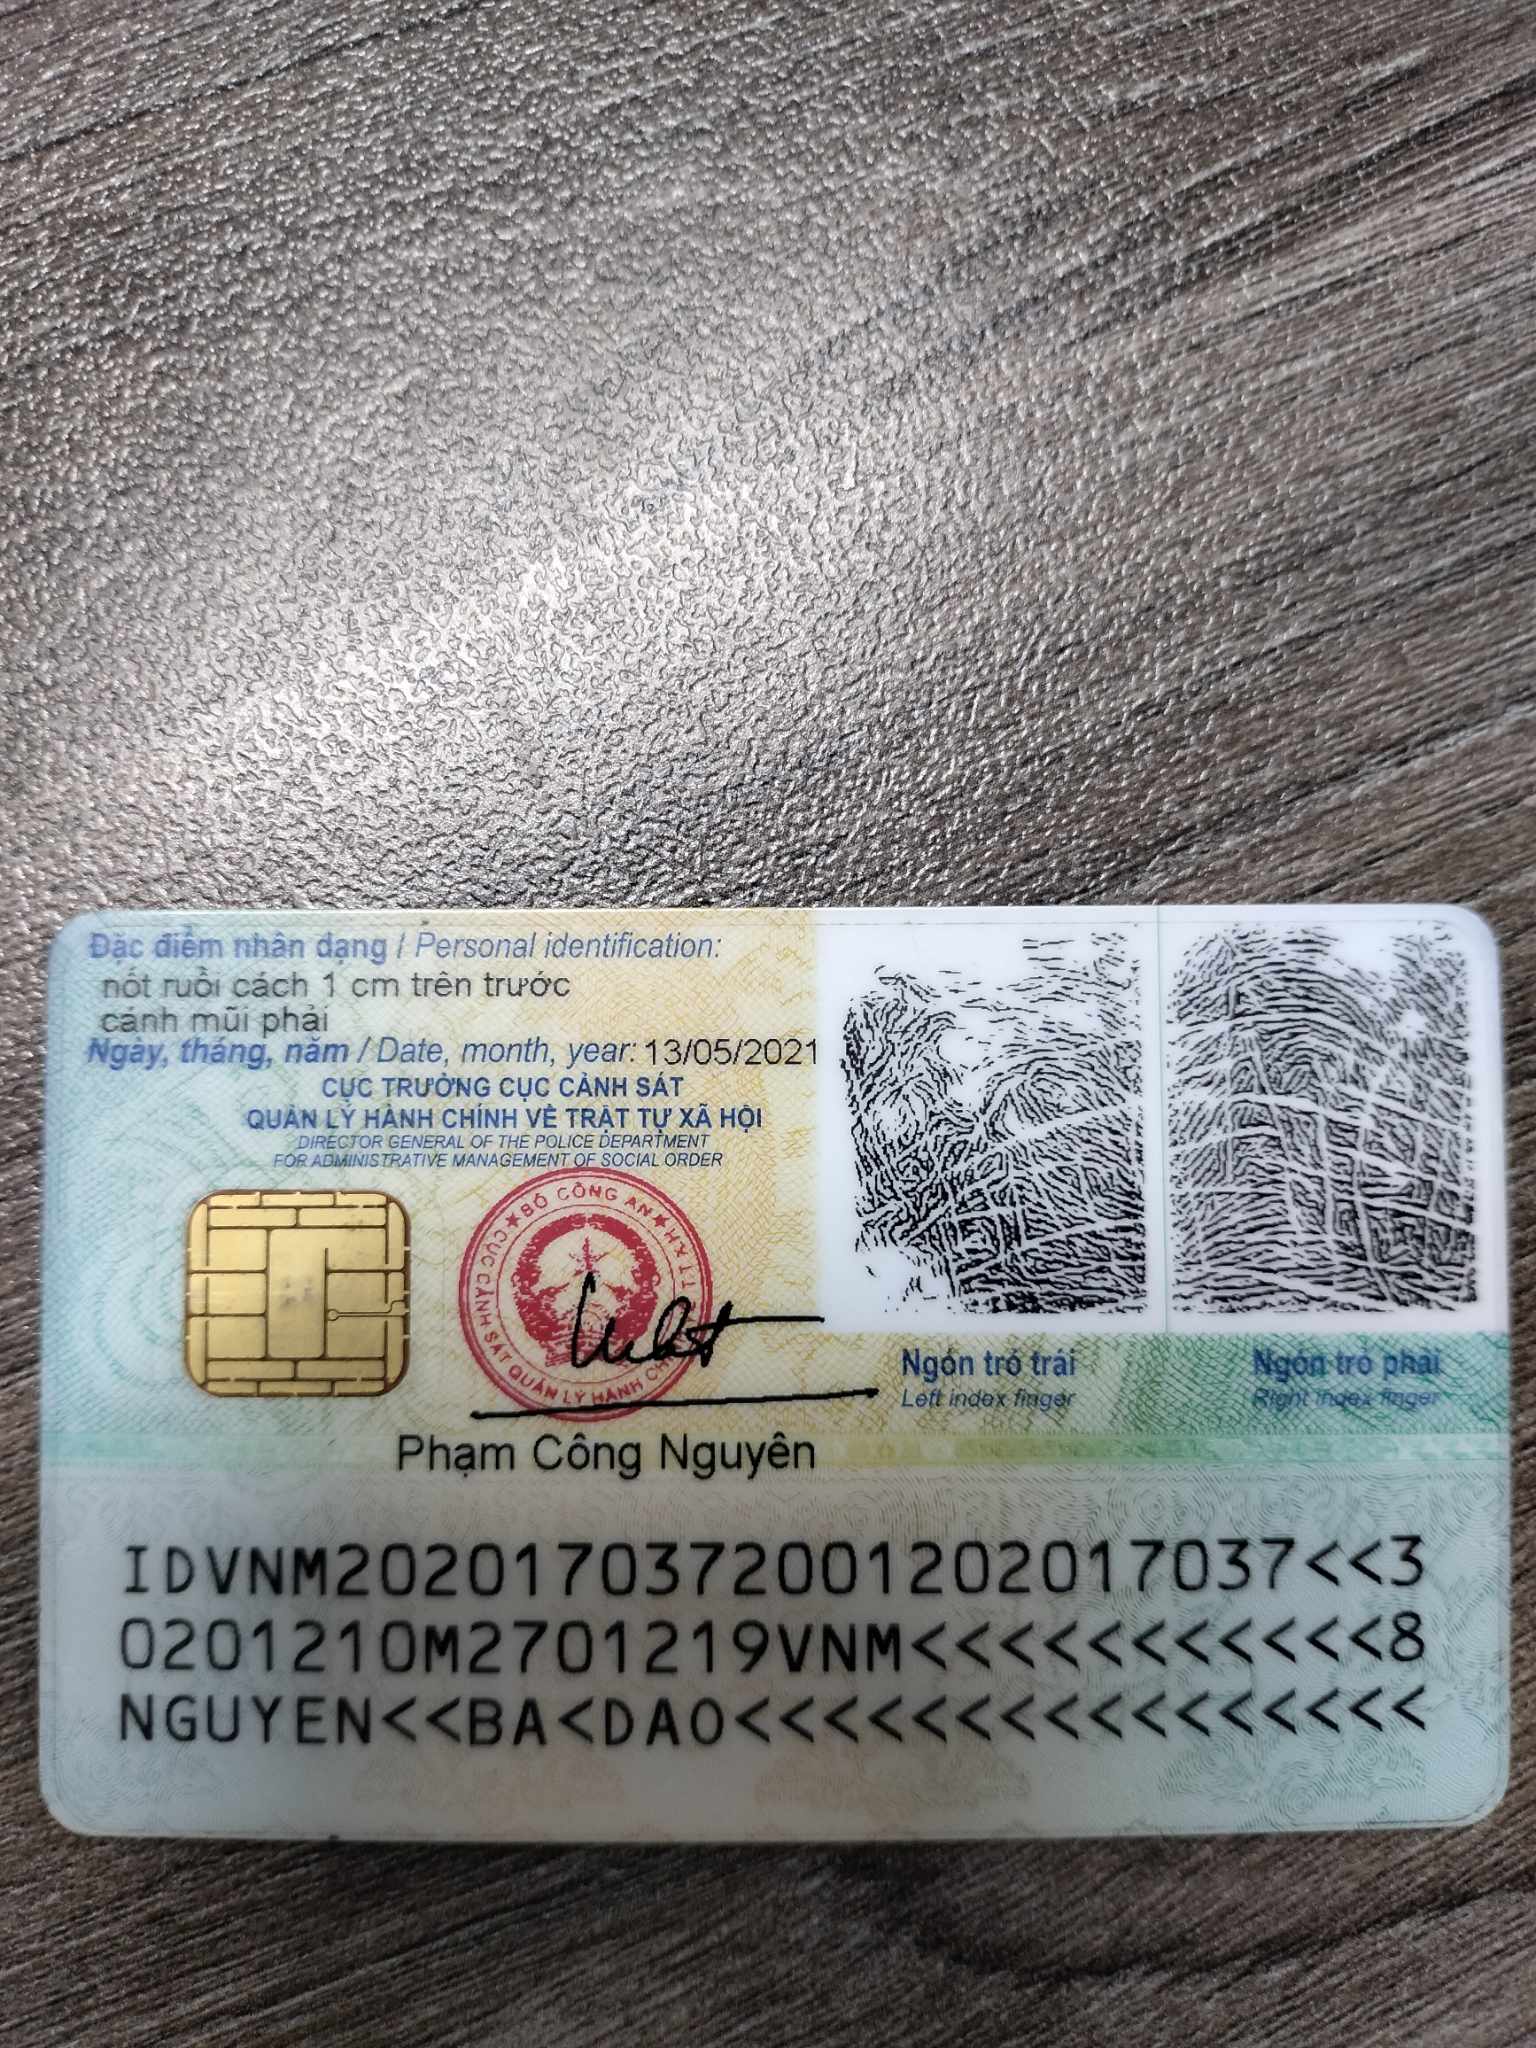 Đặc điểm nhân dạng / Personal identification:
nốt ruồi cách 1 cm trên trước
cánh mũi phải
Ngày, tháng, năm / Date, month, year: 13/05/2021
CỤC TRƯỞNG CỤC CẢNH SÁT
QUẢN LÝ HÀNH CHÍNH VỀ TRẬT TỰ XÃ HỘI
DIRECTOR GENERAL OF THE POLICE DEPARTMENT
FOR ADMINISTRATIVE MANAGEMENT OF SOCIAL ORDER
★ BỘ CÔNG AN ★
CỤC CẢNH SÁT QUẢN LÝ HÀNH
Ngón trỏ trái
Left index finger
Ngón trỏ phải
Right index finger
Phạm Công Nguyên
IDVNM2020170372001202017037<<3
0201210M2701219VNM<<<<<<<<<<<8
NGUYEN<<BA<DAO<<<<<<<<<<<<<<<<